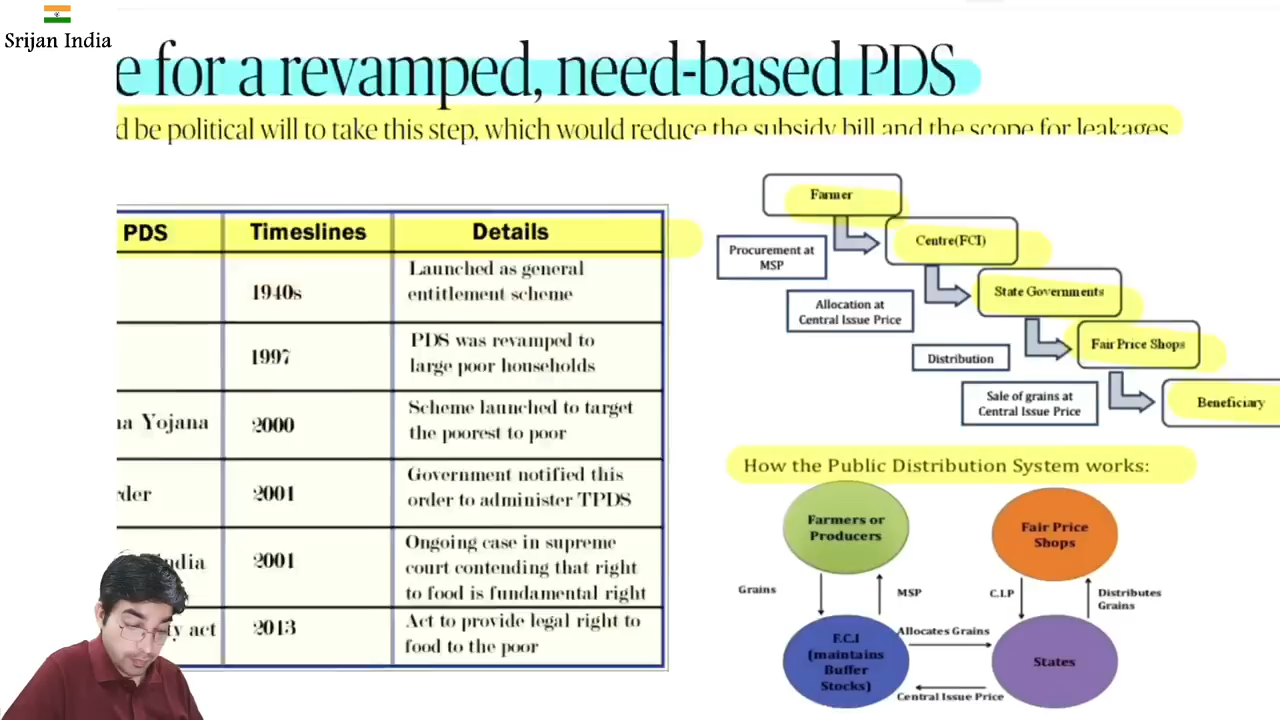 Srijan India
e for a revamped, need-based PDS
d be political will to take this step, which would reduce the subsidy bill and the scope for leakages
PDS
Timeslines
Details
1940s
Launched as general
entitlement scheme
1997
PDS was revamped to
large poor households
na Yojana
2000
Scheme launched to target
the poorest to poor
rder
2001
Government notified this
order to administer TPDS
ndia
2001
Ongoing case in supreme
court contending that right
to food is fundamental right
ty act
2013
Act to provide legal right to
food to the poor
Farmer
Procurement at
MSP
Centre(FCI)
Allocation at
Central Issue Price
State Governments
Distribution
Fair Price Shops
Sale of grains at
Central Issue Price
Beneficiary
How the Public Distribution System works:
Farmers or
Producers
Fair Price
Shops
Grains
MSP
C.I.P
Distributes
Grains
F.C.I
(maintains
Buffer
Stocks)
Allocates Grains
Central Issue Price
States